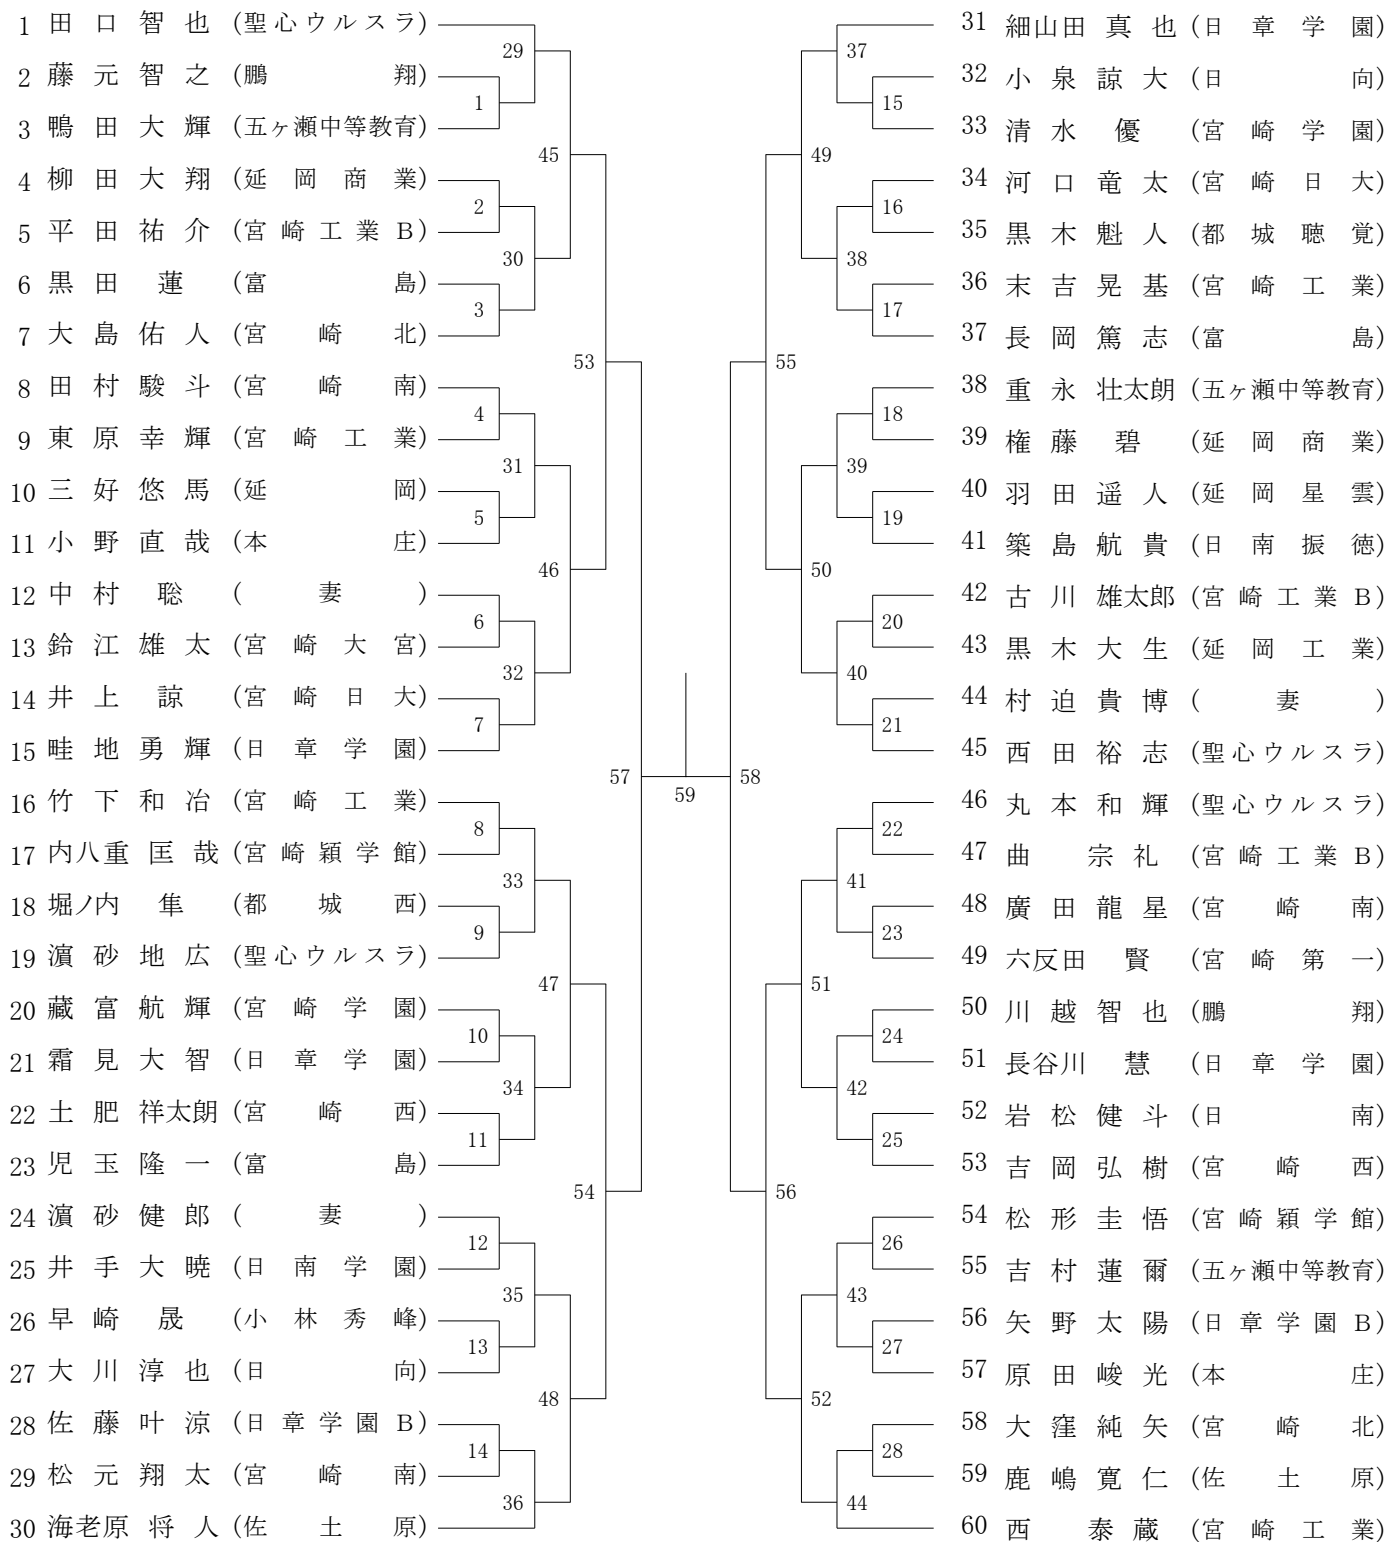 1 田口智也 (聖心ウルスラ)
2 藤元智之 (鵬翔)
3 鴨田大輝 (五ヶ瀬中等教育)
4 柳田大翔 (延岡商業)
5 平田祐介 (宮崎工業B)
6 黒田蓮 (富島)
7 大島佑人 (宮崎北)
8 田村駿斗 (宮崎南)
9 東原幸輝 (宮崎工業)
10 三好悠馬 (延岡)
11 小野直哉 (本庄)
12 中村聡 (妻)
13 鈴江雄太 (宮崎大宮)
14 井上諒 (宮崎日大)
15 畦地勇輝 (日章学園)
16 竹下和冶 (宮崎工業)
17 内八重匡哉 (宮崎穎学館)
18 堀ノ内隼 (都城西)
19 濵砂地広 (聖心ウルスラ)
20 藏富航輝 (宮崎学園)
21 霜見大智 (日章学園)
22 土肥祥太朗 (宮崎西)
23 児玉隆一 (富島)
24 濵砂健郎 (妻)
25 井手大暁 (日南学園)
26 早崎晟 (小林秀峰)
27 大川淳也 (日向)
28 佐藤叶涼 (日章学園B)
29 松元翔太 (宮崎南)
30 海老原将人 (佐土原)
29
1
45
2
30
3
53
4
31
5
46
6
32
7
57
8
33
9
47
10
34
11
54
12
35
13
48
14
36
59
37
15
49
16
38
17
55
18
39
19
50
20
40
21
58
22
41
23
51
24
42
25
56
26
43
27
52
28
44
31 細山田真也 (日章学園)
32 小泉諒大 (日向)
33 清水優 (宮崎学園)
34 河口竜太 (宮崎日大)
35 黒木魁人 (都城聴覚)
36 末吉晃基 (宮崎工業)
37 長岡篤志 (富島)
38 重永壮太朗 (五ヶ瀬中等教育)
39 権藤碧 (延岡商業)
40 羽田遥人 (延岡星雲)
41 築島航貴 (日南振徳)
42 古川雄太郎 (宮崎工業B)
43 黒木大生 (延岡工業)
44 村迫貴博 (妻)
45 西田裕志 (聖心ウルスラ)
46 丸本和輝 (聖心ウルスラ)
47 曲宗礼 (宮崎工業B)
48 廣田龍星 (宮崎南)
49 六反田賢 (宮崎第一)
50 川越智也 (鵬翔)
51 長谷川慧 (日章学園)
52 岩松健斗 (日南)
53 吉岡弘樹 (宮崎西)
54 松形圭悟 (宮崎穎学館)
55 吉村蓮爾 (五ヶ瀬中等教育)
56 矢野太陽 (日章学園B)
57 原田峻光 (本庄)
58 大窪純矢 (宮崎北)
59 鹿嶋寛仁 (佐土原)
60 西泰蔵 (宮崎工業)